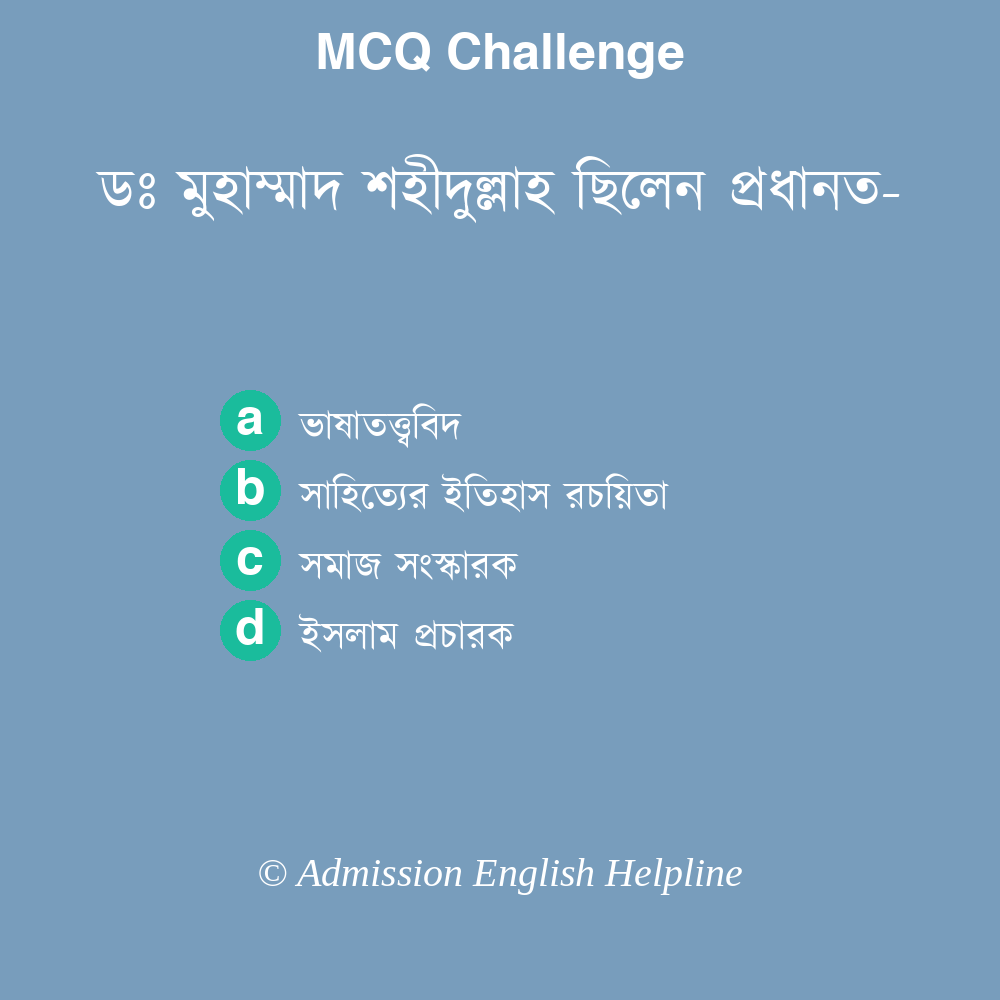 MCQ Challenge
ডঃ মুহাম্মাদ শহীদুল্লাহ ছিলেন প্রধানত-
a ভাষাতত্ত্ববিদ
b সাহিত্যের ইতিহাস রচয়িতা
c সমাজ সংস্কারক
d ইসলাম প্রচারক
© Admission English Helpline